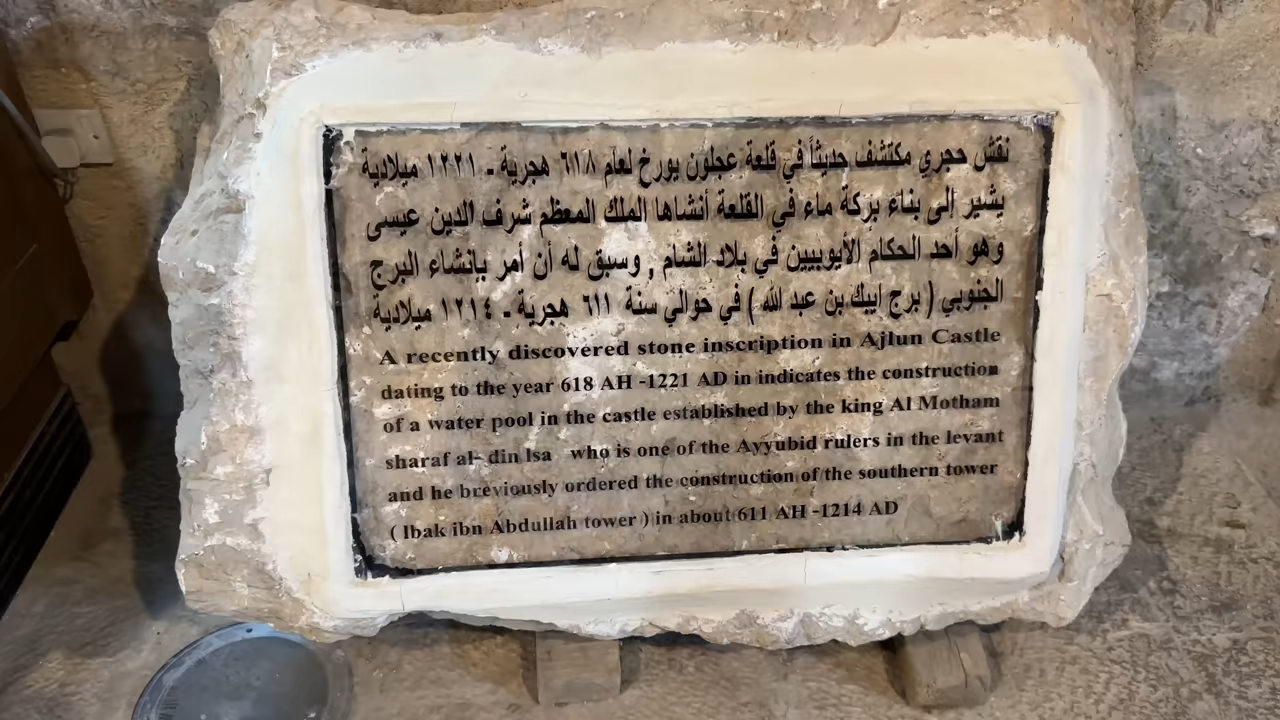 نقش حجري مكتشف حديثاً في قلعة عجلون يورخ لعام ٦١٨ هجرية ـ ١٢٢١ ميلادية
يشير الى بناء بركة ماء في القلعة أنشاها الملك المعظم شرف الدين عيسى
وهو أحد الحكام الأيوبيين في بلاد الشام , وسبق له أن أمر بإنشاء البرج
الجنوبي ( برج ايبك بن عبد الله ) في حوالي سنة ٦١١ هجرية ـ ١٢١٤ ميلادية
A recently discovered stone inscription in Ajlun Castle
dating to the year 618 AH -1221 AD in indicates the construction
of a water pool in the castle established by the king Al Motham
sharaf al- din Isa who is one of the Ayyubid rulers in the levant
and he breviously ordered the construction of the southern tower
( Ibak ibn Abdullah tower ) in about 611 AH -1214 AD